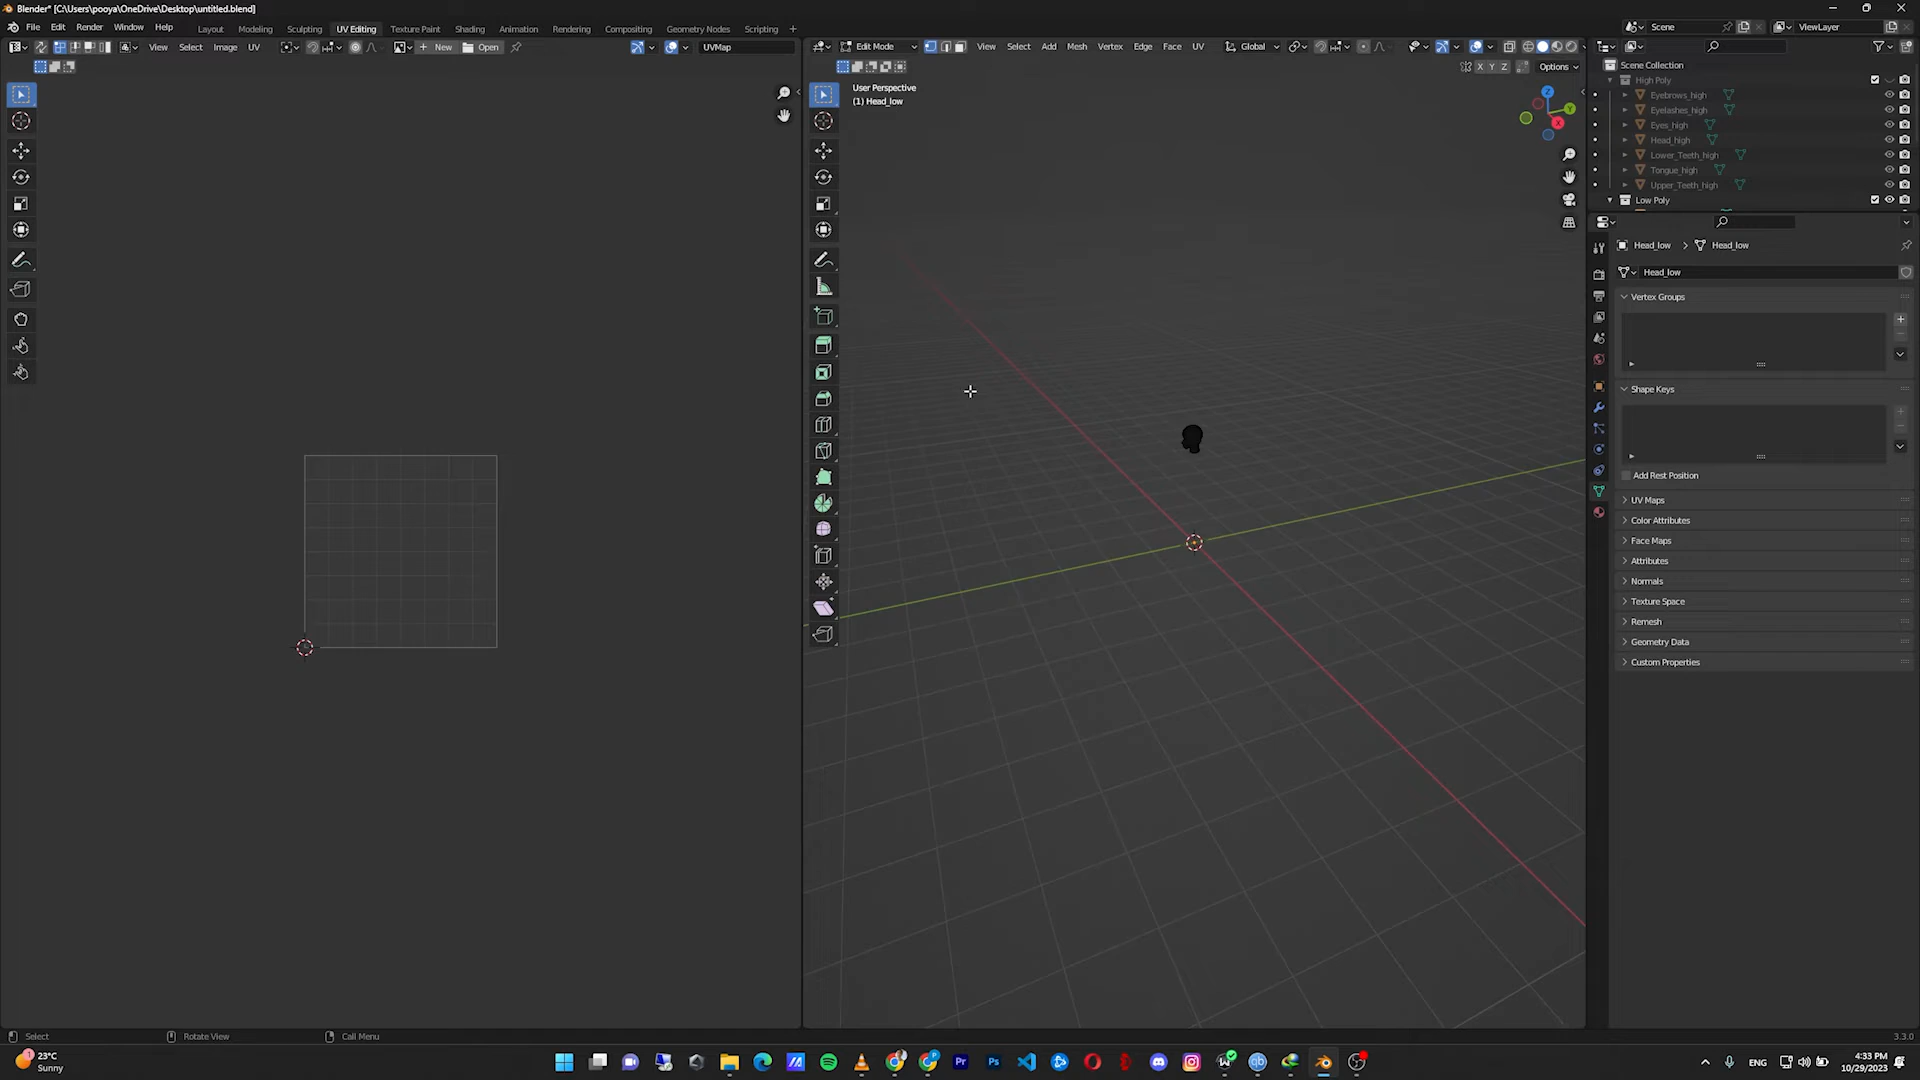 Blender* [C:\Users\pooya\OneDrive\Desktop\untitled.blend]
File Edit Render Window Help
Layout Modeling Sculpting UV Editing Texture Paint Shading Animation Rendering Compositing Geometry Nodes Scripting +
Scene
ViewLayer
View Select Image UV
New
Open
UVMap
Edit Mode
View Select Add Mesh Vertex Edge Face UV
Global
X Y Z
Options
User Perspective
(1) Head_low
Z
Y
X
Scene Collection
High Poly
Eyebrows_high
Eyelashes_high
Eyes_high
Head_high
Lower_Teeth_high
Tongue_high
Upper_Teeth_high
Low Poly
Head_low > Head_low
Head_low
Vertex Groups
Shape Keys
Add Rest Position
UV Maps
Color Attributes
Face Maps
Attributes
Normals
Texture Space
Remesh
Geometry Data
Custom Properties
Select
Rotate View
Call Menu
3.3.0
1
23°C
Sunny
Pr
Ps
ENG
4:33 PM
10/29/2023